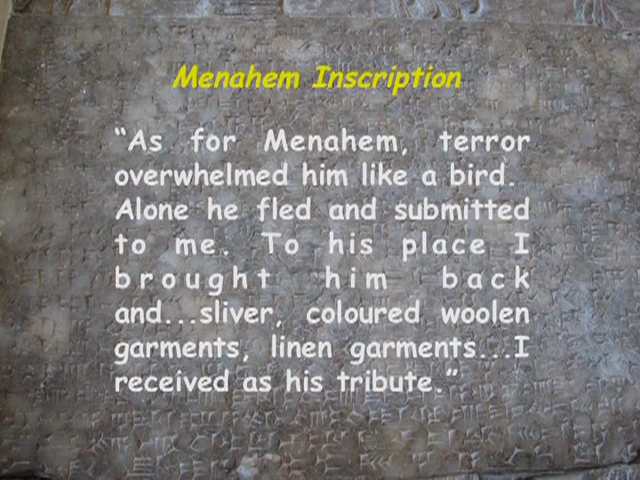 Menahem Inscription
“As for Menahem, terror
overwhelmed him like a bird.
Alone he fled and submitted
to me. To his place I
brought him back
and...sliver, coloured woolen
garments, linen garments...I
received as his tribute.”